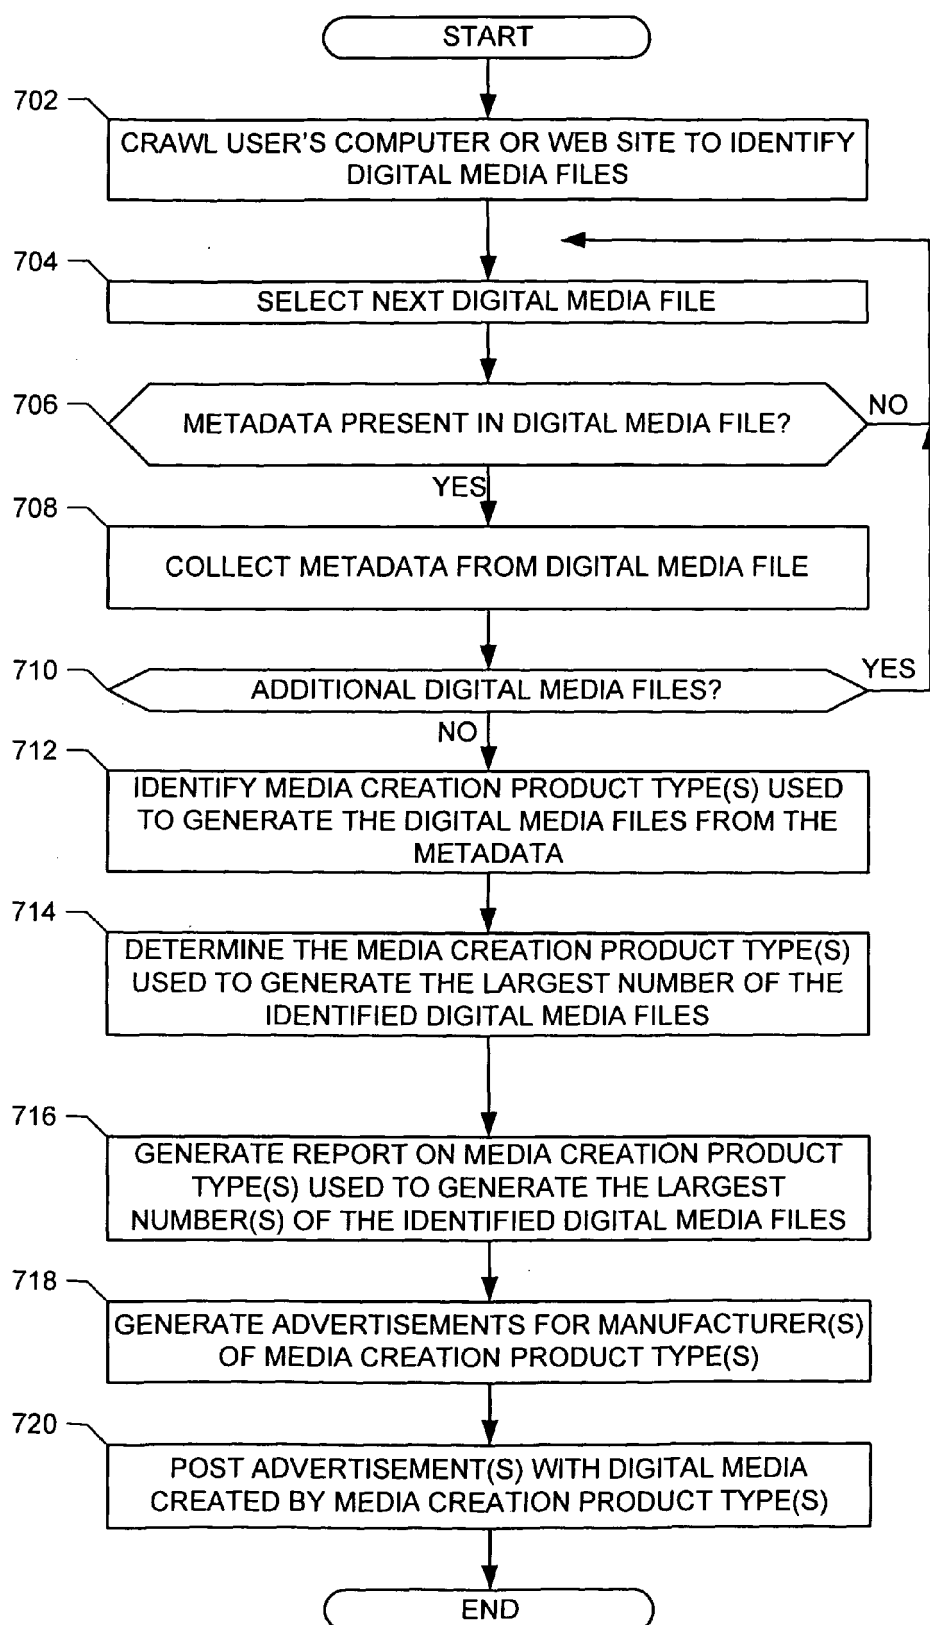 START
702
CRAWL USER'S COMPUTER OR WEB SITE TO IDENTIFY
DIGITAL MEDIA FILES
704
SELECT NEXT DIGITAL MEDIA FILE
706
METADATA PRESENT IN DIGITAL MEDIA FILE?
NO
YES
708
COLLECT METADATA FROM DIGITAL MEDIA FILE
710
ADDITIONAL DIGITAL MEDIA FILES?
YES
NO
712
IDENTIFY MEDIA CREATION PRODUCT TYPE(S) USED
TO GENERATE THE DIGITAL MEDIA FILES FROM THE
METADATA
714
DETERMINE THE MEDIA CREATION PRODUCT TYPE(S)
USED TO GENERATE THE LARGEST NUMBER OF THE
IDENTIFIED DIGITAL MEDIA FILES
716
GENERATE REPORT ON MEDIA CREATION PRODUCT
TYPE(S) USED TO GENERATE THE LARGEST
NUMBER(S) OF THE IDENTIFIED DIGITAL MEDIA FILES
718
GENERATE ADVERTISEMENTS FOR MANUFACTURER(S)
OF MEDIA CREATION PRODUCT TYPE(S)
720
POST ADVERTISEMENT(S) WITH DIGITAL MEDIA
CREATED BY MEDIA CREATION PRODUCT TYPE(S)
END